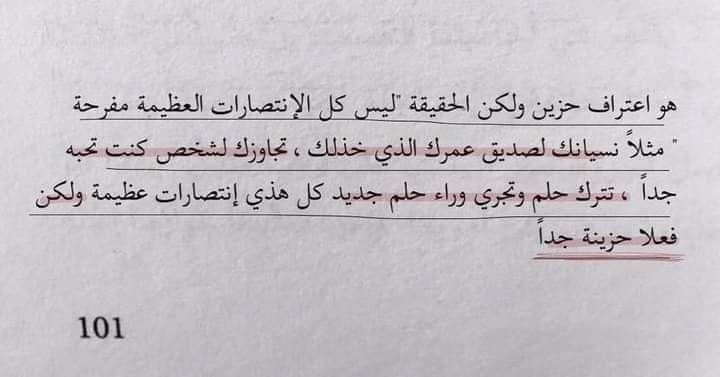 هو اعتراف حزين ولكن الحقيقة "ليس كل الإنتصارات العظيمة مفرحة
" مثلاً نسيانك لصديق عمرك الذي خذلك ، تجاوزك لشخص كنت تحبه
جداً ، تترك حلم وتجري وراء حلم جديد كل هذي إنتصارات عظيمة ولكن
فعلا حزينة جداً
101